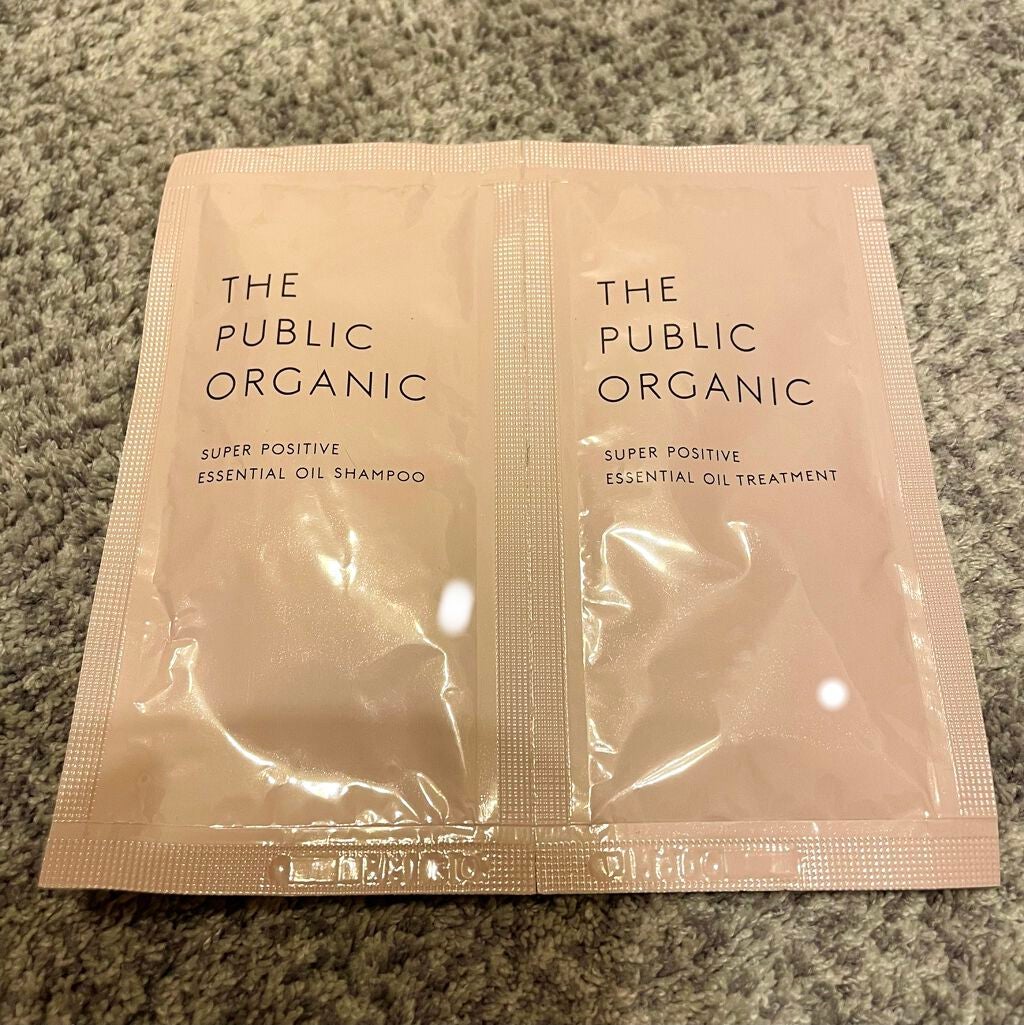 THE
PUBLIC
ORGANIC
SUPER POSITIVE
ESSENTIAL OIL SHAMPOO
THE
PUBLIC
ORGANIC
SUPER POSITIVE
ESSENTIAL OIL TREATMENT